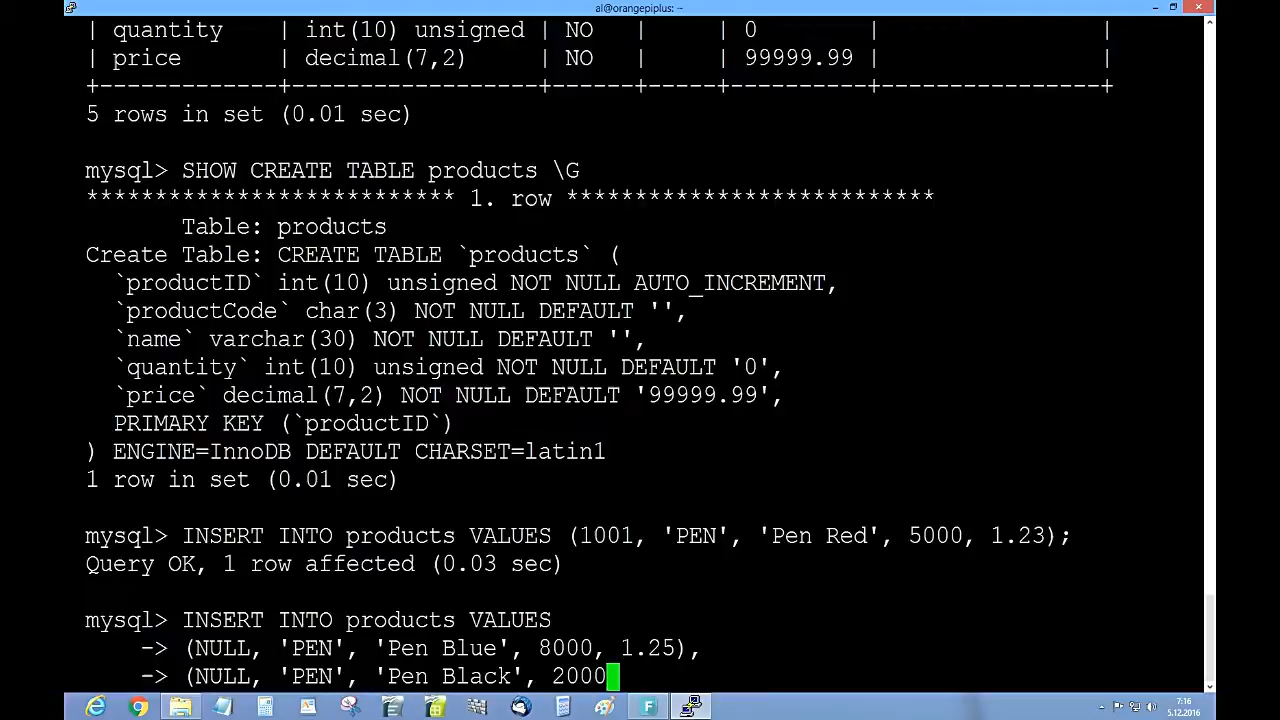 al@orangepiplus: ~
| quantity    | int(10) unsigned | NO   |     | 0        |                |
| price       | decimal(7,2)     | NO   |     | 99999.99 |                |
+-------------+------------------+------+-----+----------+----------------+
5 rows in set (0.01 sec)
mysql> SHOW CREATE TABLE products \G
*************************** 1. row ***************************
       Table: products
Create Table: CREATE TABLE `products` (
  `productID` int(10) unsigned NOT NULL AUTO_INCREMENT,
  `productCode` char(3) NOT NULL DEFAULT '',
  `name` varchar(30) NOT NULL DEFAULT '',
  `quantity` int(10) unsigned NOT NULL DEFAULT '0',
  `price` decimal(7,2) NOT NULL DEFAULT '99999.99',
  PRIMARY KEY (`productID`)
) ENGINE=InnoDB DEFAULT CHARSET=latin1
1 row in set (0.01 sec)
mysql> INSERT INTO products VALUES (1001, 'PEN', 'Pen Red', 5000, 1.23);
Query OK, 1 row affected (0.03 sec)
mysql> INSERT INTO products VALUES
    -> (NULL, 'PEN', 'Pen Blue', 8000, 1.25),
    -> (NULL, 'PEN', 'Pen Black', 2000
7:16
5.12.2016